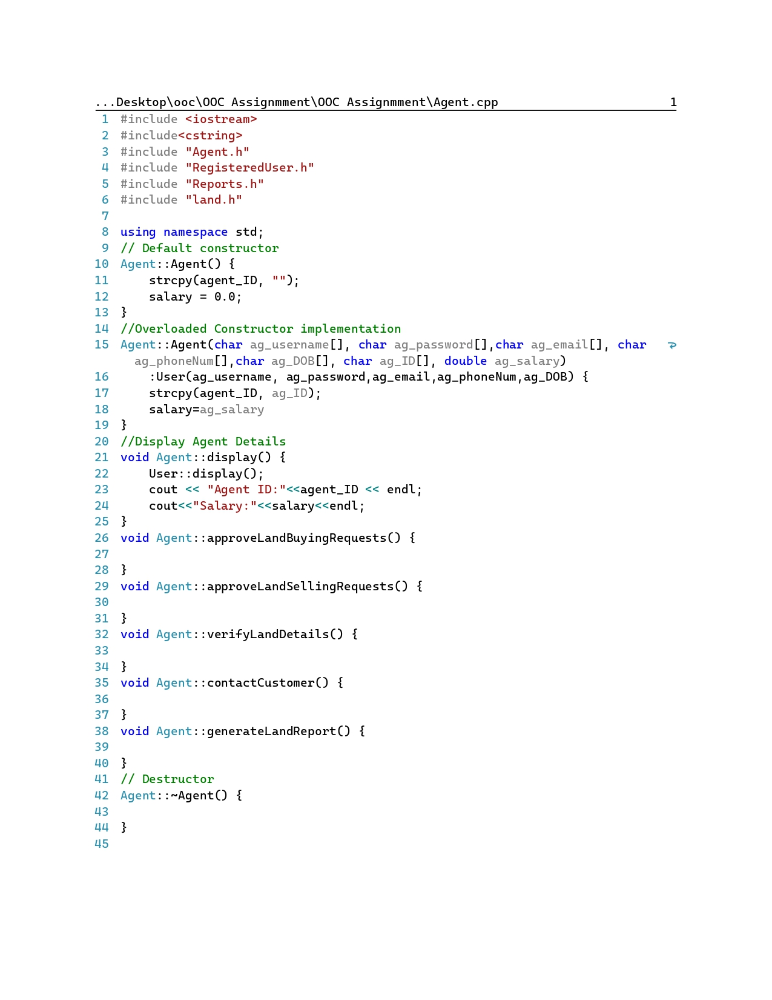 ...Desktop\ooc\OOC Assignmment\OOC Assignmment\Agent.cpp 1
1 #include <iostream>
2 #include<cstring>
3 #include "Agent.h"
4 #include "RegisteredUser.h"
5 #include "Reports.h"
6 #include "land.h"
7
8 using namespace std;
9 // Default constructor
10 Agent::Agent() {
11     strcpy(agent_ID, "");
12     salary = 0.0;
13 }
14 //Overloaded Constructor implementation
15 Agent::Agent(char ag_username[], char ag_password[],char ag_email[], char
ag_phoneNum[],char ag_DOB[], char ag_ID[], double ag_salary)
16     :User(ag_username, ag_password,ag_email,ag_phoneNum,ag_DOB) {
17     strcpy(agent_ID, ag_ID);
18     salary=ag_salary
19 }
20 //Display Agent Details
21 void Agent::display() {
22     User::display();
23     cout << "Agent ID:"<<agent_ID << endl;
24     cout<<"Salary:"<<salary<<endl;
25 }
26 void Agent::approveLandBuyingRequests() {
27
28 }
29 void Agent::approveLandSellingRequests() {
30
31 }
32 void Agent::verifyLandDetails() {
33
34 }
35 void Agent::contactCustomer() {
36
37 }
38 void Agent::generateLandReport() {
39
40 }
41 // Destructor
42 Agent::~Agent() {
43
44 }
45